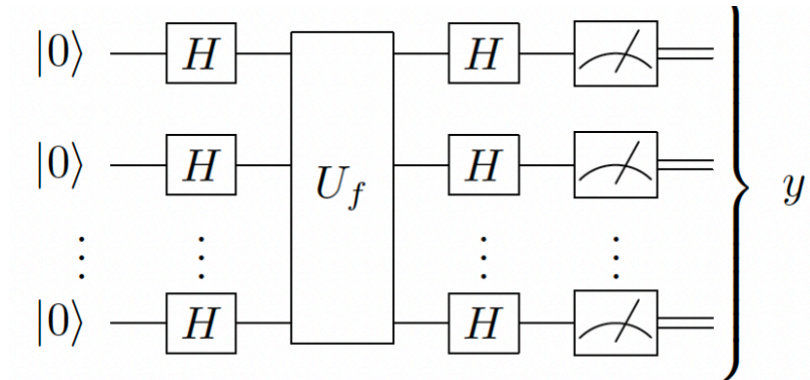 |0⟩ H H
|0⟩ H U_f H y
⋮ ⋮ ⋮ ⋮
|0⟩ H H